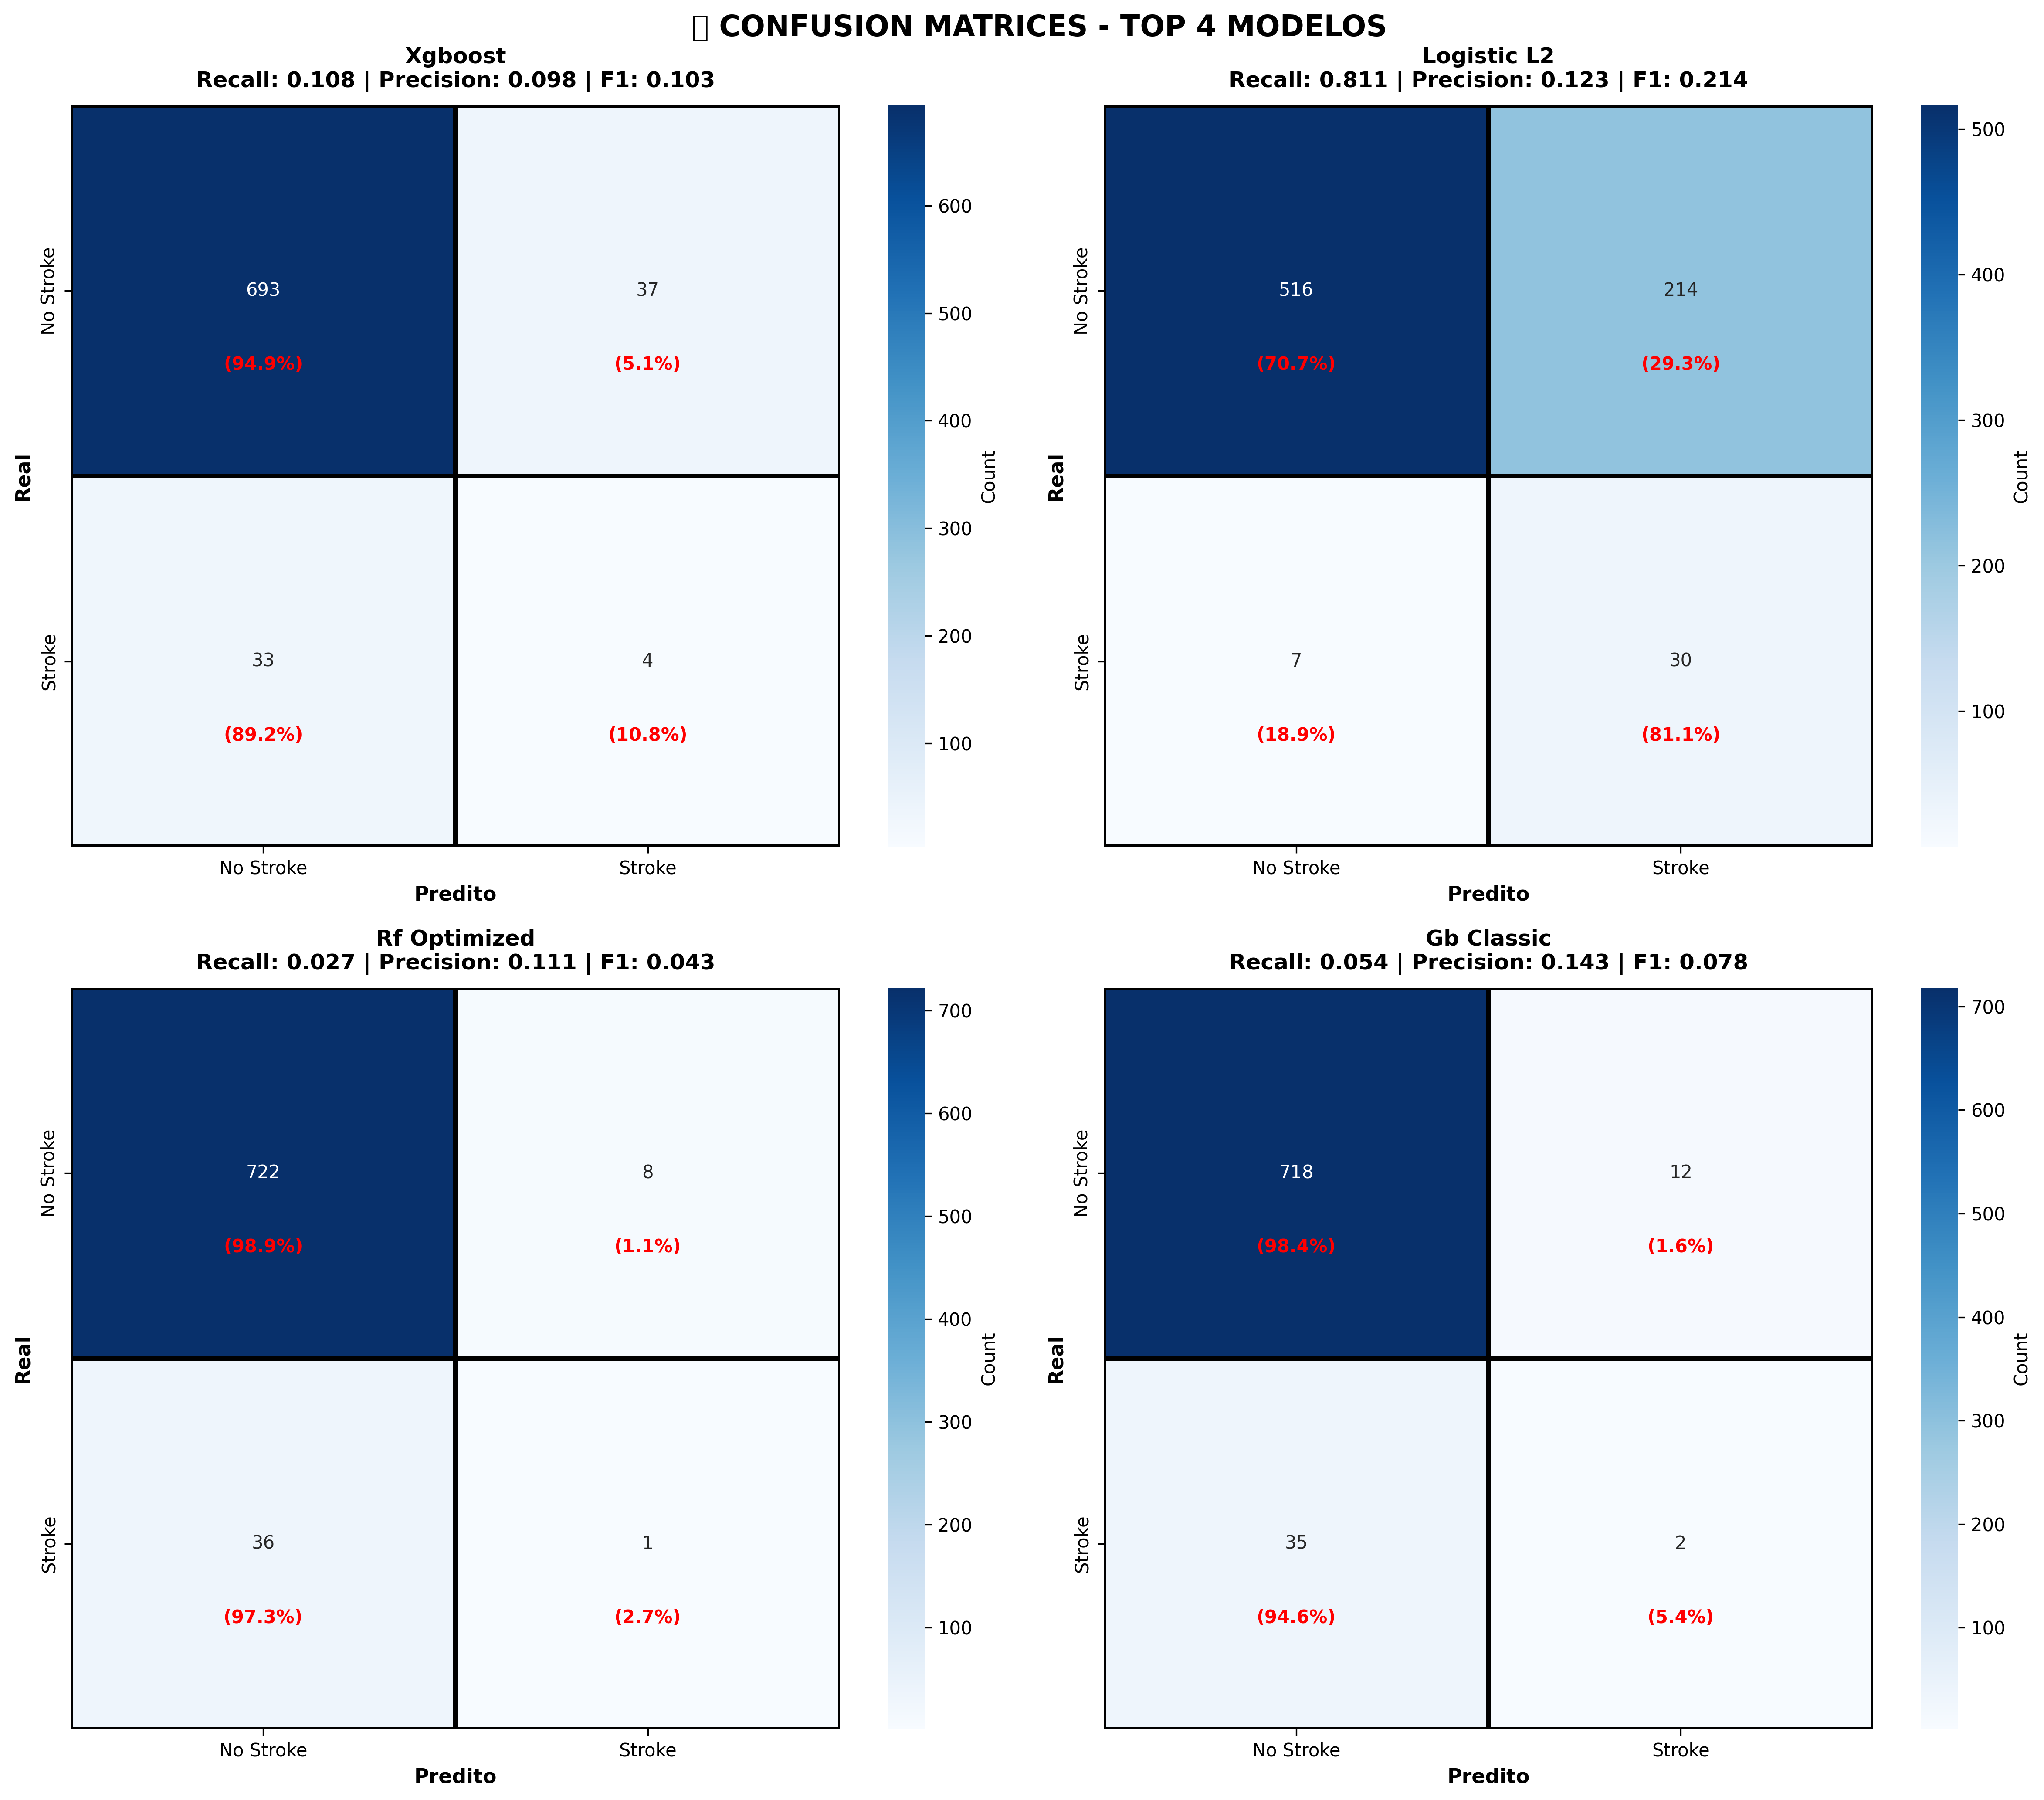 CONFUSION MATRICES - TOP 4 MODELOS
Xgboost
Recall: 0.108 | Precision: 0.098 | F1: 0.103
No Stroke
693
(94.9%)
37
(5.1%)
Real
Stroke
33
(89.2%)
4
(10.8%)
No Stroke
Stroke
Predito
600
500
400
300
200
100
Count
Logistic L2
Recall: 0.811 | Precision: 0.123 | F1: 0.214
No Stroke
516
(70.7%)
214
(29.3%)
Real
Stroke
7
(18.9%)
30
(81.1%)
No Stroke
Stroke
Predito
500
400
300
200
100
Count
Rf Optimized
Recall: 0.027 | Precision: 0.111 | F1: 0.043
No Stroke
722
(98.9%)
8
(1.1%)
Real
Stroke
36
(97.3%)
1
(2.7%)
No Stroke
Stroke
Predito
700
600
500
400
300
200
100
Count
Gb Classic
Recall: 0.054 | Precision: 0.143 | F1: 0.078
No Stroke
718
(98.4%)
12
(1.6%)
Real
Stroke
35
(94.6%)
2
(5.4%)
No Stroke
Stroke
Predito
700
600
500
400
300
200
100
Count